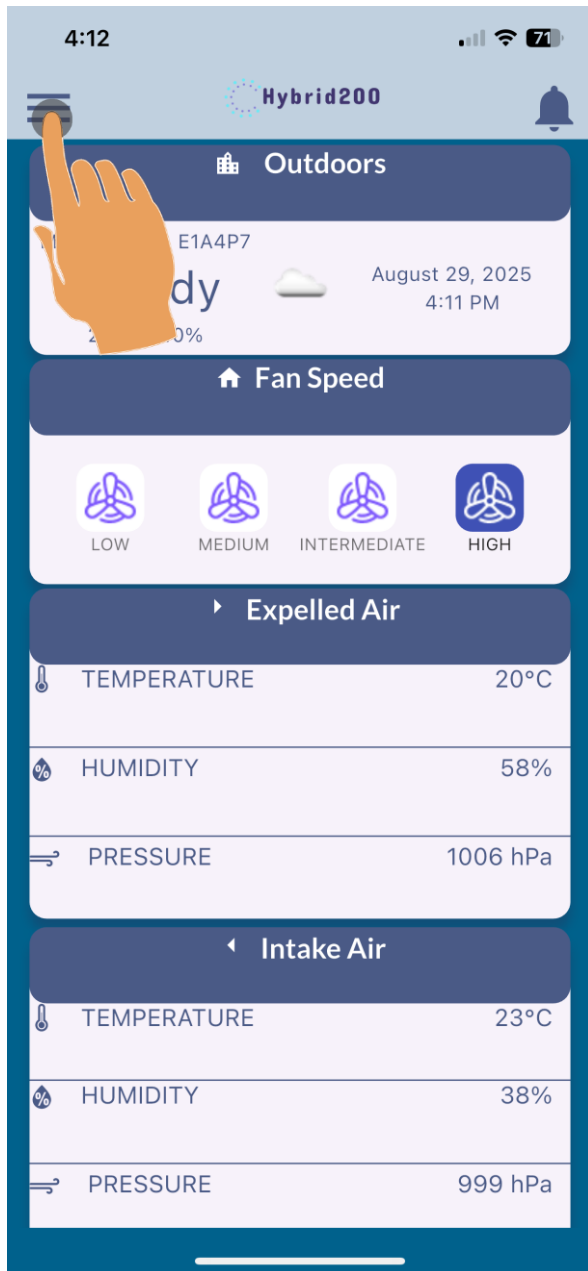 4:12
71
Hybrid200
Outdoors
E1A4P7
dy
August 29, 2025
4:11 PM
0%
Fan Speed
LOW MEDIUM INTERMEDIATE HIGH
Expelled Air
TEMPERATURE 20°C
% HUMIDITY 58%
PRESSURE 1006 hPa
Intake Air
TEMPERATURE 23°C
% HUMIDITY 38%
PRESSURE 999 hPa